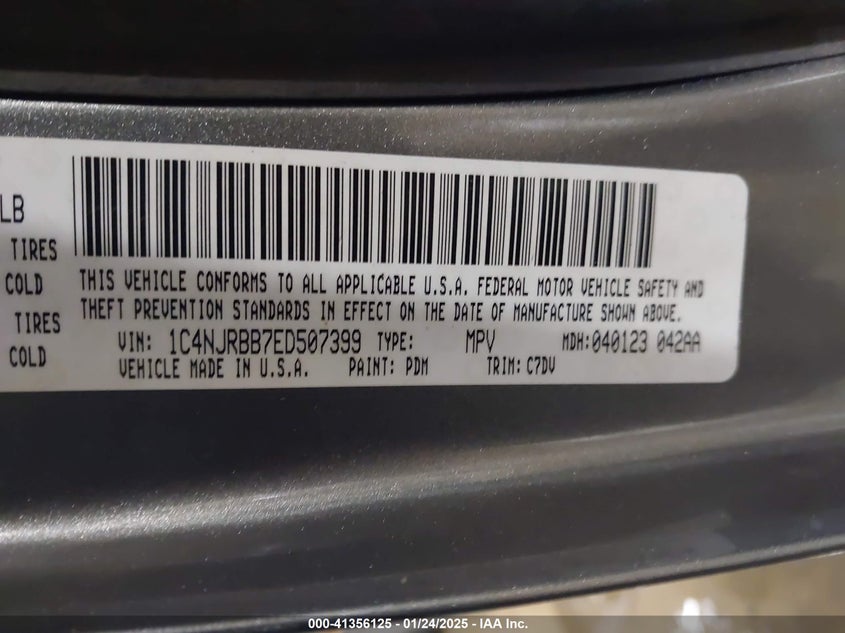 LB
TIRES
COLD
TIRES
COLD
THIS VEHICLE CONFORMS TO ALL APPLICABLE U.S.A. FEDERAL MOTOR VEHICLE SAFETY AND
THEFT PREVENTION STANDARDS IN EFFECT ON THE DATE OF MANUFACTURE SHOWN ABOVE.
VIN: 1C4NJRBB7ED507399 TYPE: MPV MDH:040123 042AA
VEHICLE MADE IN U.S.A. PAINT: PDM TRIM: C7DV
000-41356125 - 01/24/2025 - IAA Inc.